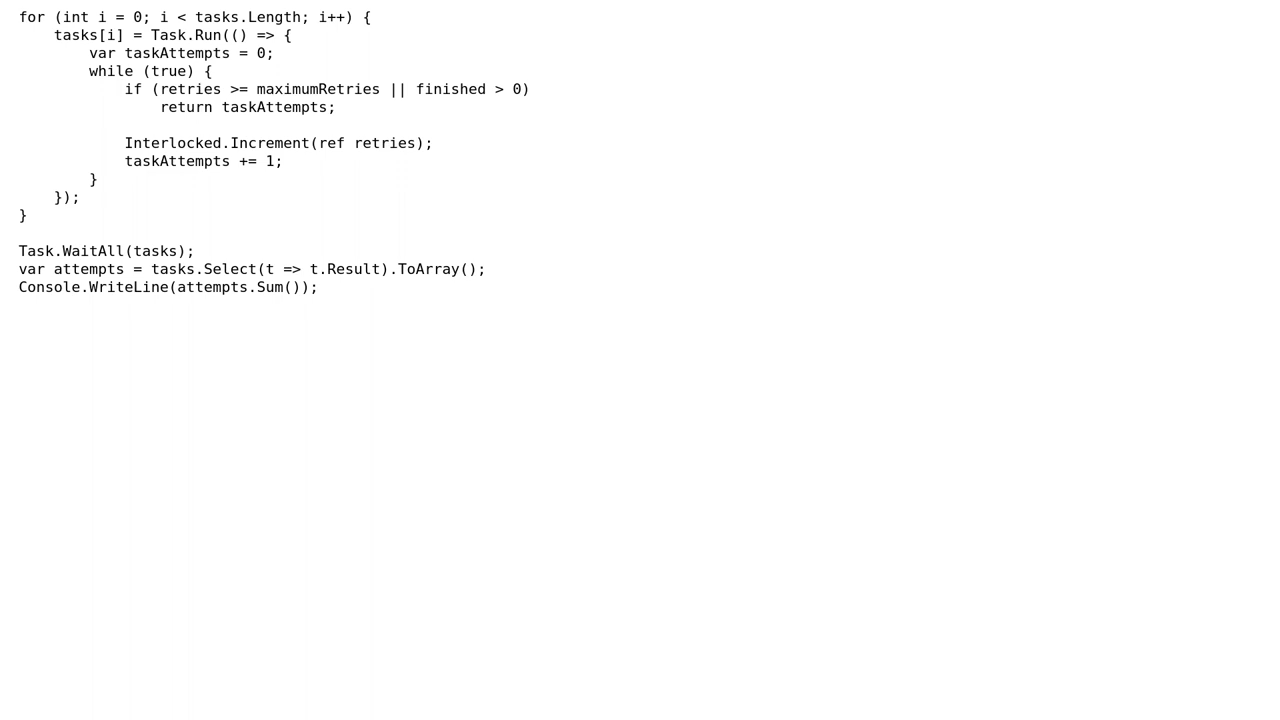 for (int i = 0; i < tasks.Length; i++) {
    tasks[i] = Task.Run(() => {
        var taskAttempts = 0;
        while (true) {
            if (retries >= maximumRetries || finished > 0)
                return taskAttempts;

            Interlocked.Increment(ref retries);
            taskAttempts += 1;
        }
    });
}

Task.WaitAll(tasks);
var attempts = tasks.Select(t => t.Result).ToArray();
Console.WriteLine(attempts.Sum());